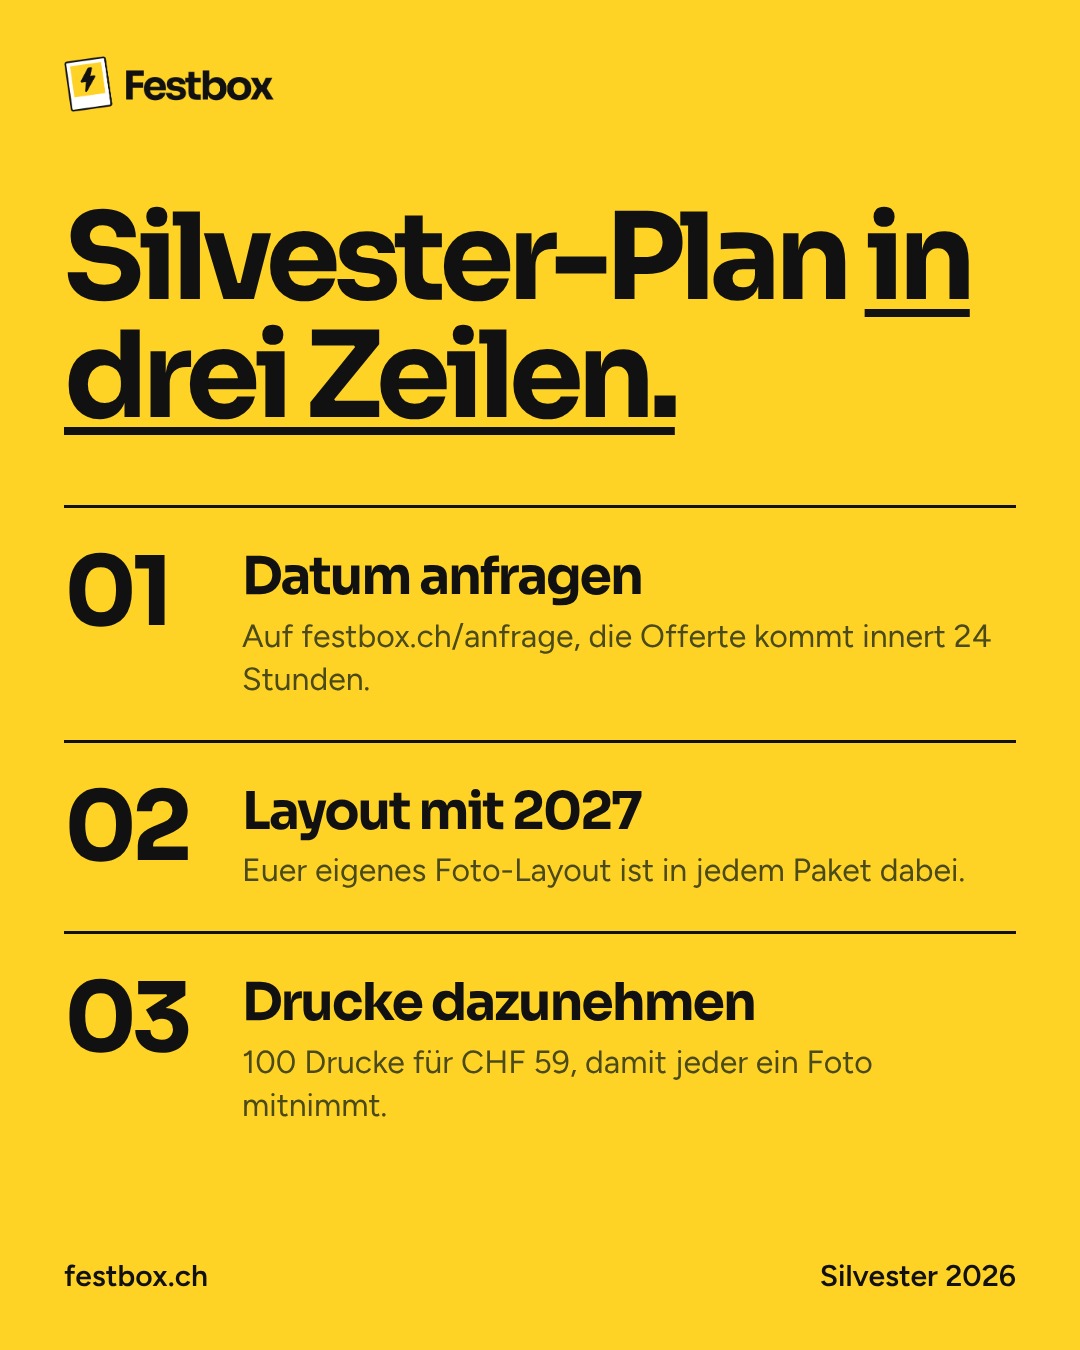 Festbox
Silvester-Plan in
drei Zeilen.
01
Datum anfragen
Auf festbox.ch/anfrage, die Offerte kommt innert 24
Stunden.
02
Layout mit 2027
Euer eigenes Foto-Layout ist in jedem Paket dabei.
03
Drucke dazunehmen
100 Drucke für CHF 59, damit jeder ein Foto
mitnimmt.
festbox.ch
Silvester 2026